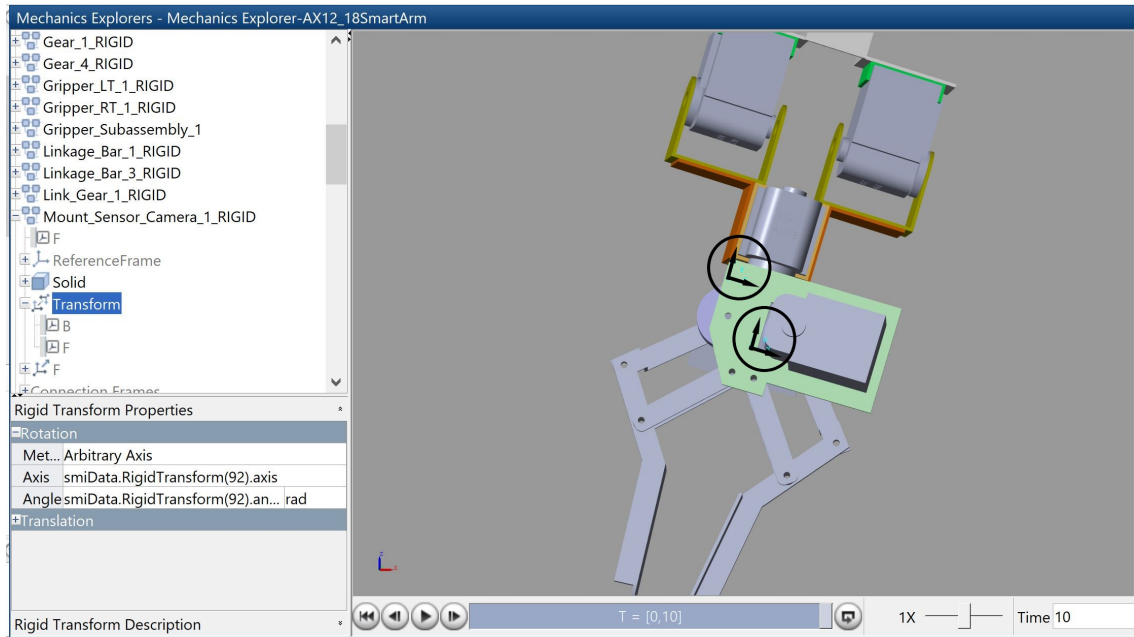 Mechanics Explorers - Mechanics Explorer-AX12_18SmartArm
Gear_1_RIGID
Gear_4_RIGID
Gripper_LT_1_RIGID
Gripper_RT_1_RIGID
Gripper_Subassembly_1
Linkage_Bar_1_RIGID
Linkage_Bar_3_RIGID
Link_Gear_1_RIGID
Mount_Sensor_Camera_1_RIGID
F
ReferenceFrame
Solid
Transform
B
F
F
Connection Frames
Rigid Transform Properties
Rotation
Met... Arbitrary Axis
Axis smiData.RigidTransform(92).axis
Angle smiData.RigidTransform(92).an... rad
Translation
Rigid Transform Description
z
x
T = [0,10]
1X
Time 10